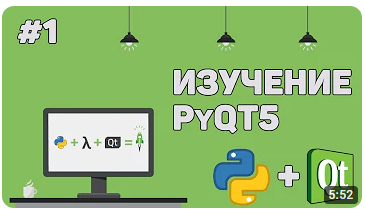 #1
ИЗУЧЕНИЕ
PYQT5
+ λ + Qt =
+ Qt
5:52